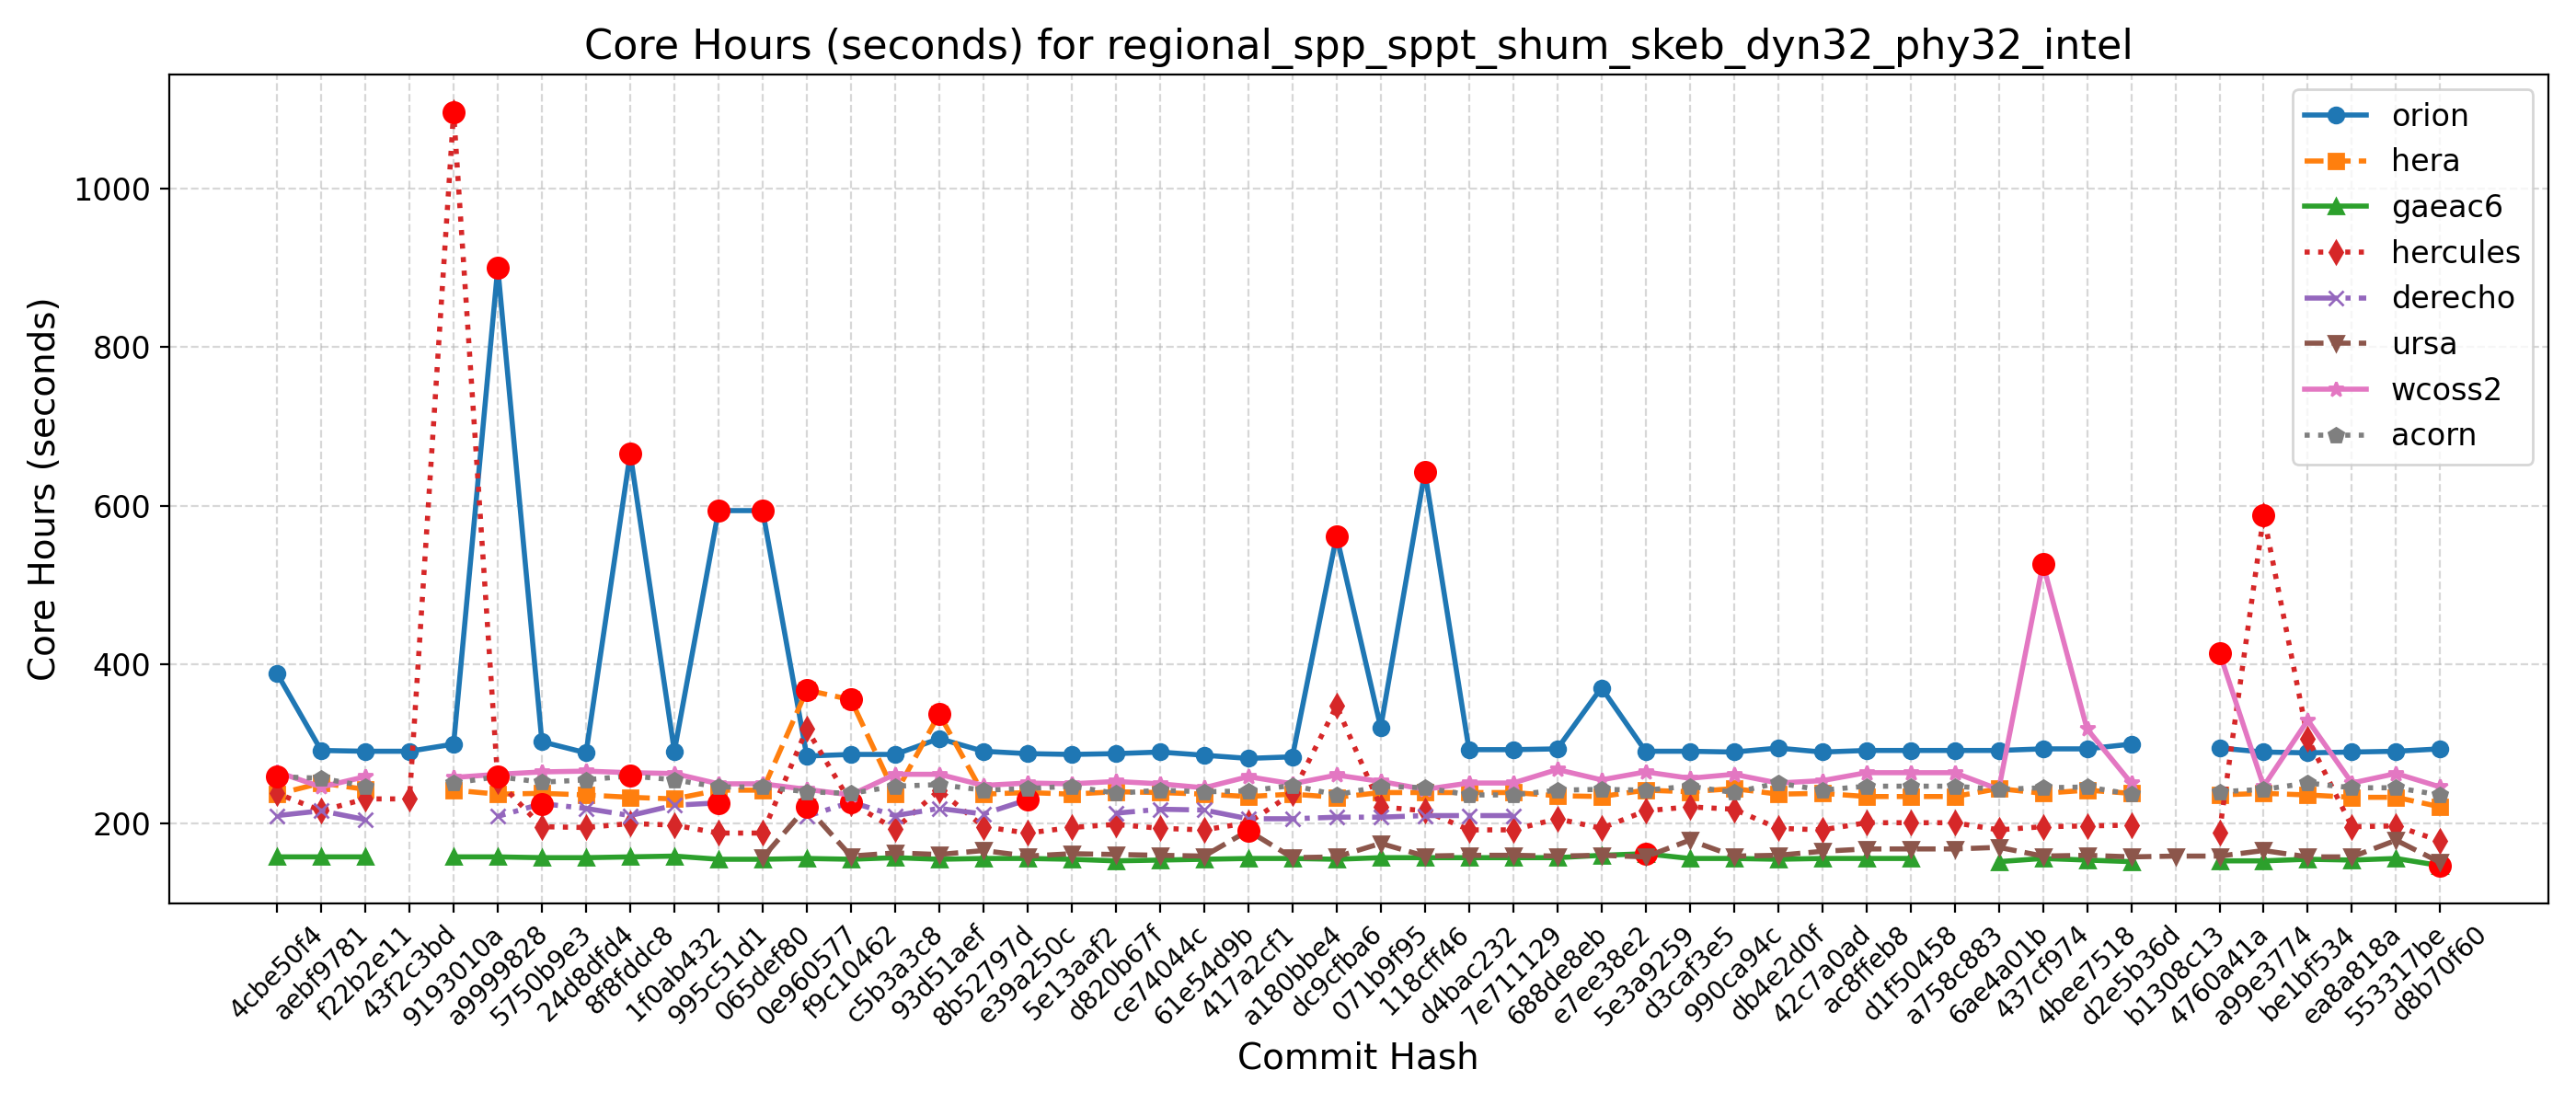 Core Hours (seconds) for regional_spp_sppt_shum_skeb_dyn32_phy32_intel
Core Hours (seconds)
1000
800
600
400
200
orion
hera
gaeac6
hercules
derecho
ursa
wcoss2
acorn
4cbe50f4
aebf9781
f22b2e11
43f2c3bd
9193010a
a9999828
5750b9e3
24d8dfd4
8f8fddc8
1f0ab432
995c51d1
065def80
0e960577
f9c10462
c5b3a3c8
93d51aef
8b52797d
e39a250c
5e13aaf2
d820b67f
ce74044c
61e54d9b
417a2cf1
a180bbe4
dc9cfba6
071b9f95
118cff46
d4bac232
7e711129
688de8eb
e7ee38e2
5e3a9259
d3caf3e5
990ca94c
db4e2d0f
42c7a0ad
ac8ffeb8
d1f50458
a758c883
6ae4a01b
437cf974
4bee7518
d2e5b36d
b1308c13
4760a41a
a99e3774
be1bf534
ea8a818a
553317be
d8b70f60
Commit Hash